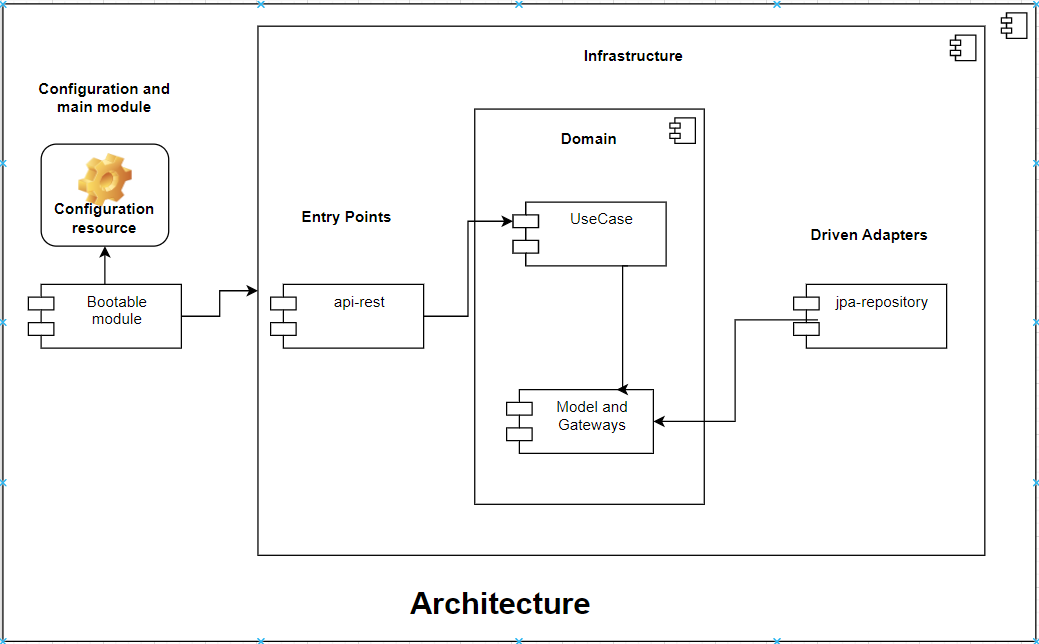 Infrastructure
Configuration and
main module
Domain
Configuration
resource
Entry Points
UseCase
Driven Adapters
Bootable
module
api-rest
jpa-repository
Model and
Gateways
Architecture